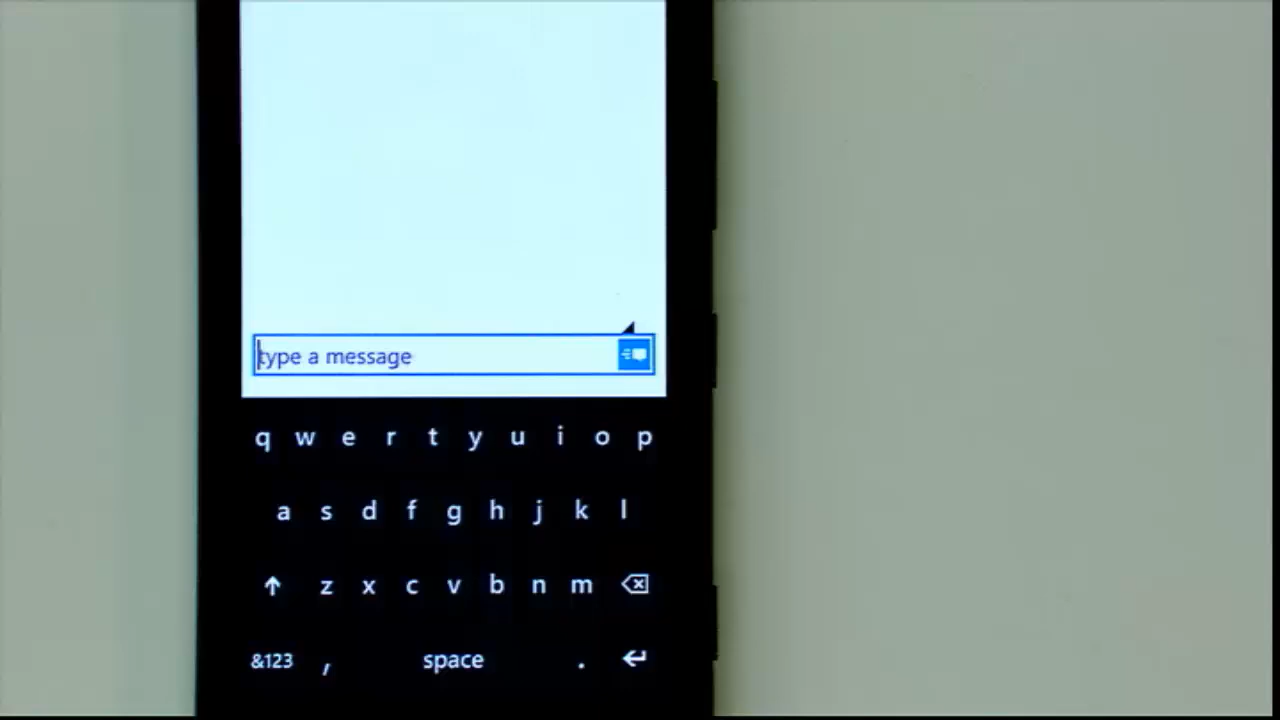 type a message
q w e r t y u i o p
a s d f g h j k l
z x c v b n m
&123 , space .